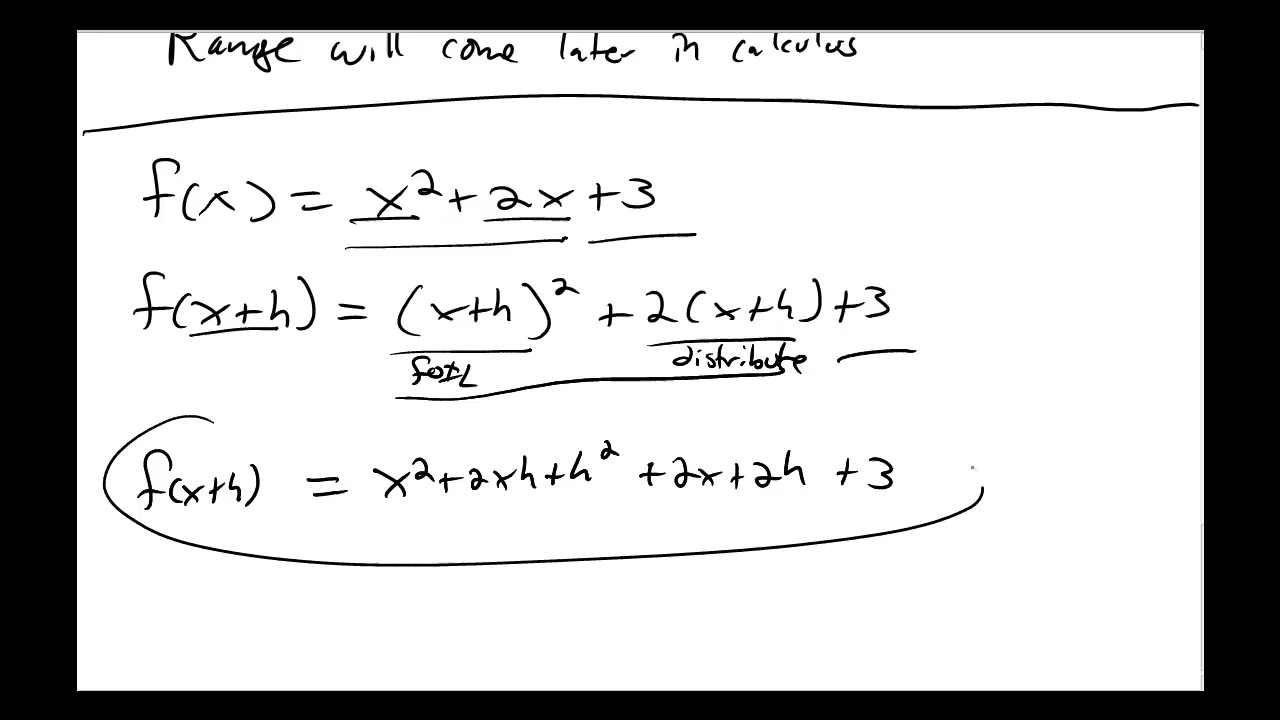 Range will come later in calculus
f(x) = x² + 2x + 3
f(x+h) = (x+h)² + 2(x+h) + 3
FOIL distribute
f(x+h) = x² + 2xh + h² + 2x + 2h + 3